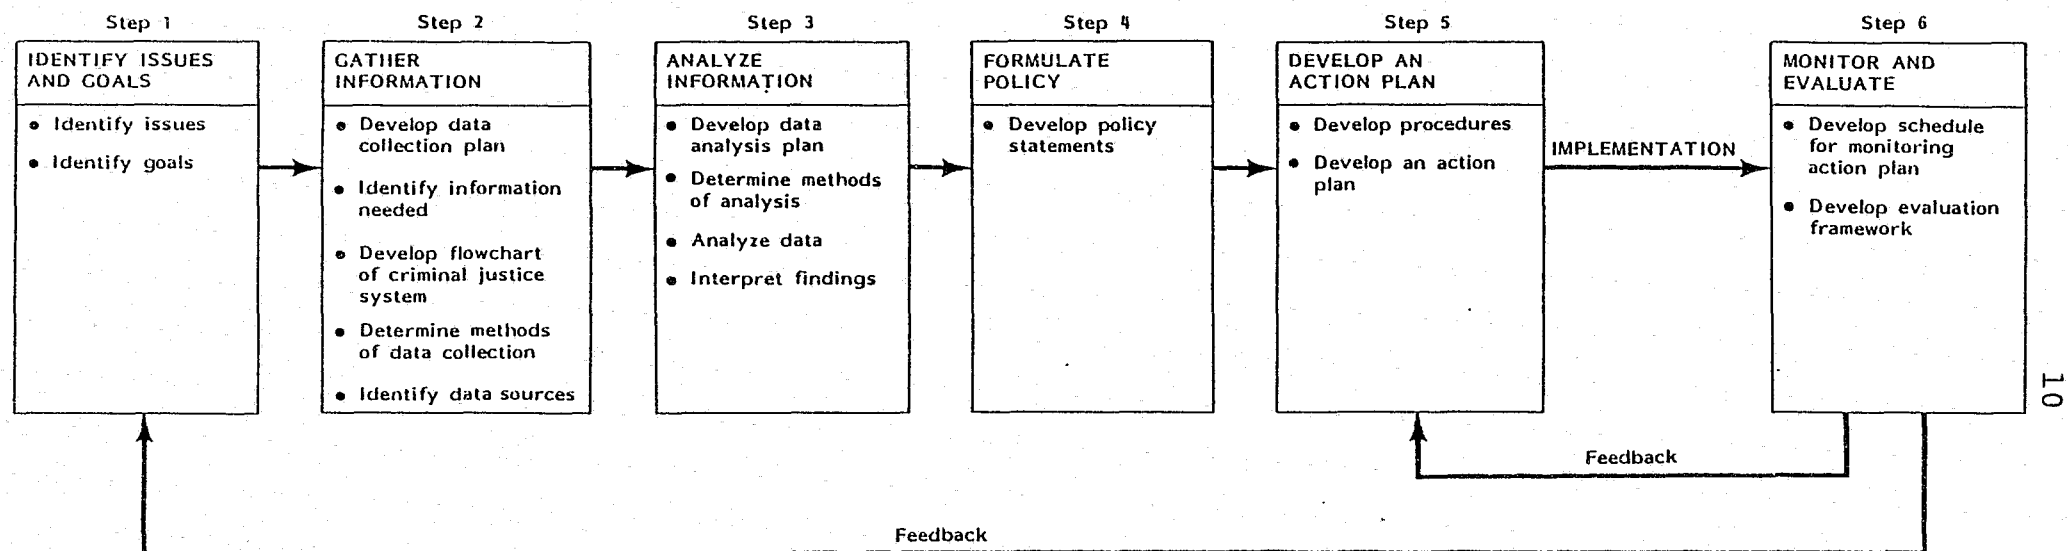 Step 1
IDENTIFY ISSUES
AND GOALS
• Identify issues
• Identify goals
Step 2
GATHER
INFORMATION
• Develop data
collection plan
• Identify information
needed
• Develop flowchart
of criminal justice
system
• Determine methods
of data collection
• Identify data sources
Step 3
ANALYZE
INFORMATION
• Develop data
analysis plan
• Determine methods
of analysis
• Analyze data
• Interpret findings
Step 4
FORMULATE
POLICY
• Develop policy
statements
Step 5
DEVELOP AN
ACTION PLAN
• Develop procedures
• Develop an action
plan
IMPLEMENTATION
Step 6
MONITOR AND
EVALUATE
• Develop schedule
for monitoring
action plan
• Develop evaluation
framework
10
Feedback
Feedback